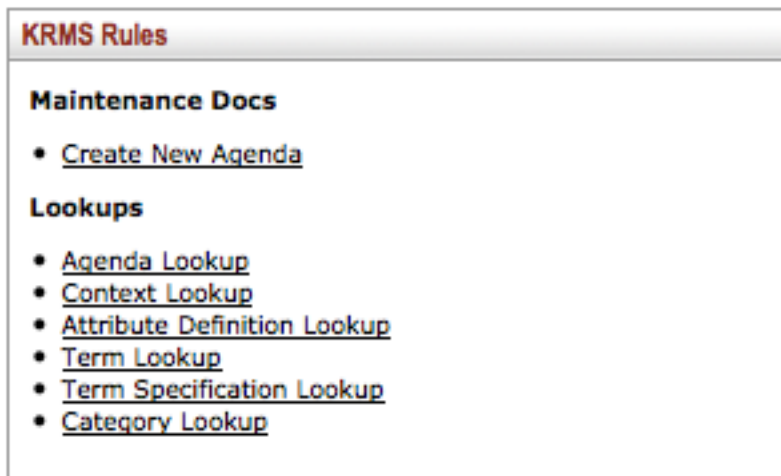 KRMS Rules
Maintenance Docs
• Create New Agenda
Lookups
• Agenda Lookup
• Context Lookup
• Attribute Definition Lookup
• Term Lookup
• Term Specification Lookup
• Category Lookup